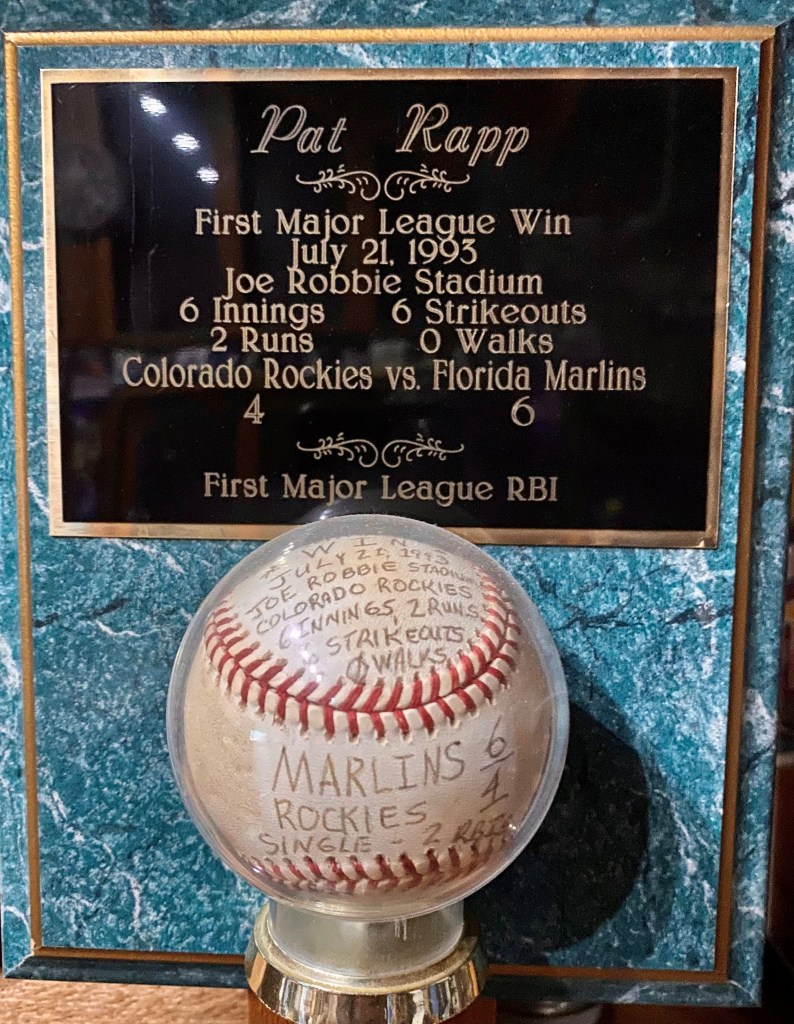 Pat Rapp
First Major League Win
July 21, 1993
Joe Robbie Stadium
6 Innings 6 Strikeouts
2 Runs 0 Walks
Colorado Rockies vs. Florida Marlins
4 6
First Major League RBI
WIN
JULY 21, 1993
JOE ROBBIE STADIUM
COLORADO ROCKIES
6 INNINGS, 2 RUNS
6 STRIKEOUTS,
0 WALKS
MARLINS 6
ROCKIES 4
SINGLE - 2 RBI'S